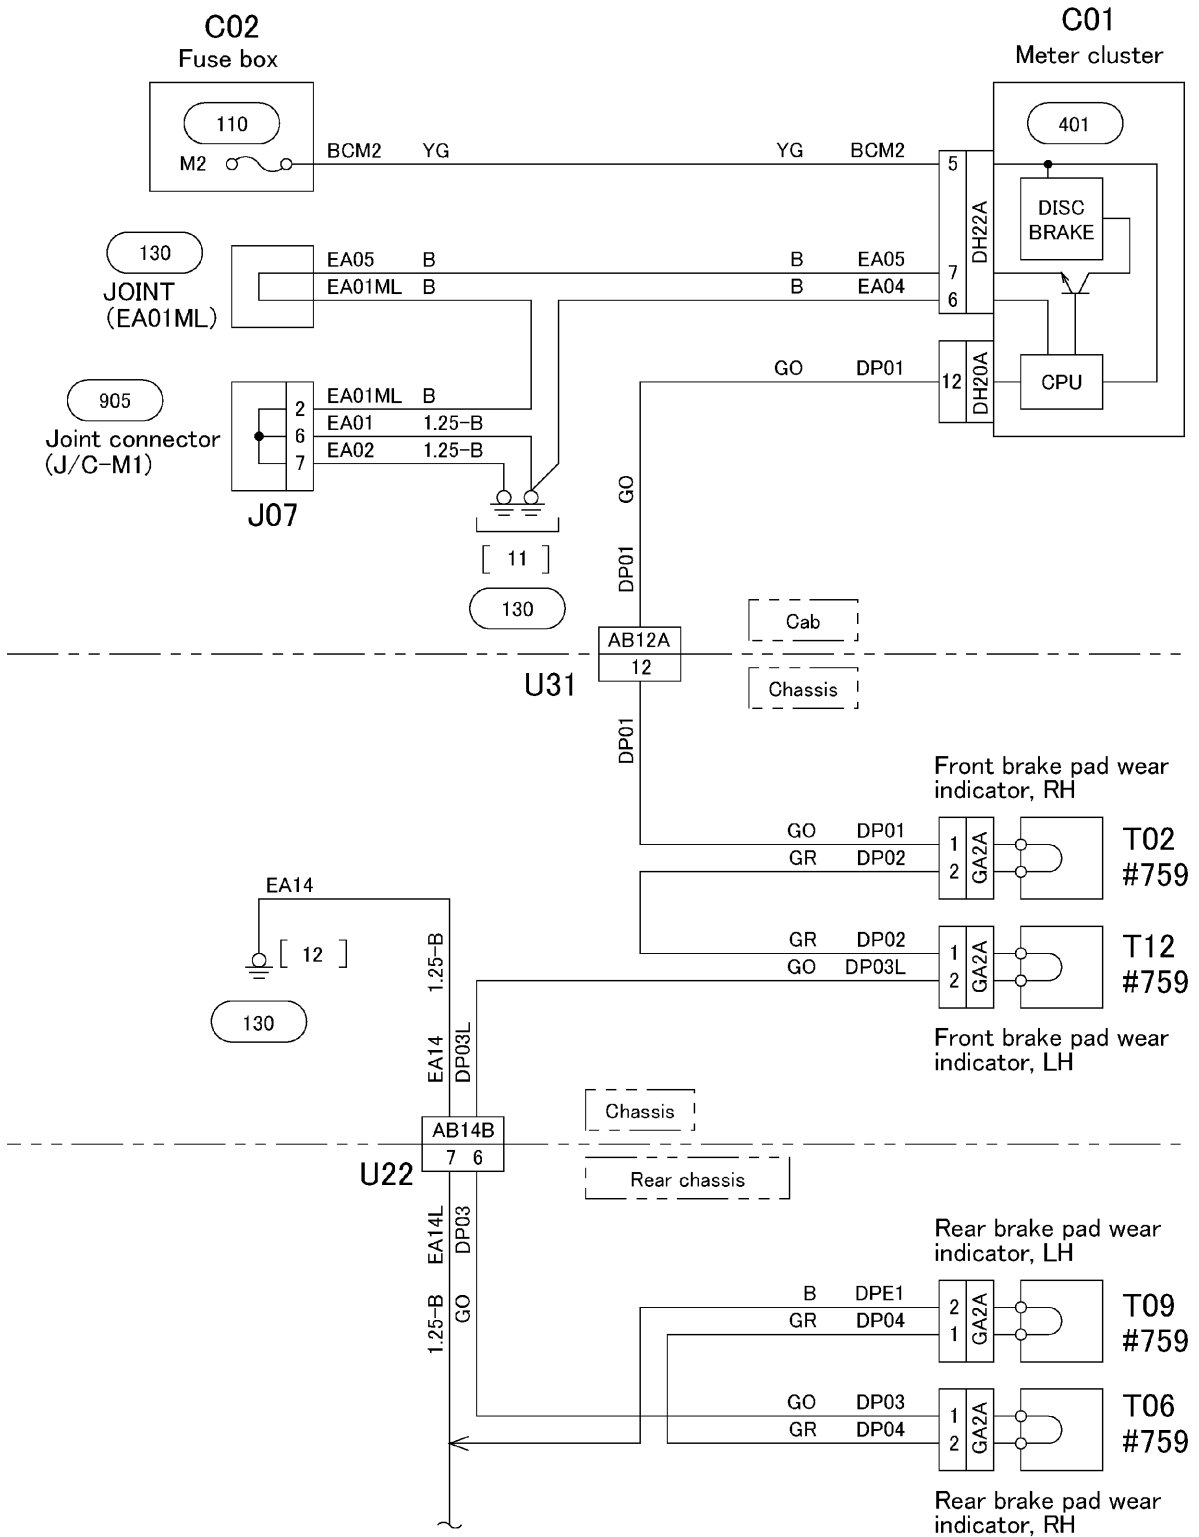 C02
Fuse box
110
M2
BCM2 YG YG BCM2
C01
Meter cluster
401
5
DH22A
DISC
BRAKE
7
6
130
JOINT
(EA01ML)
EA05 B B EA05
EA01ML B B EA04
GO DP01
12
DH20A
CPU
905
Joint connector
(J/C-M1)
2
6
7
EA01ML B
EA01 1.25-B
EA02 1.25-B
J07
[ 11 ]
130
GO
DP01
Cab
AB12A
12
U31
Chassis
DP01
Front brake pad wear
indicator, RH
GO DP01 1
GR DP02 2
GA2A
T02
#759
EA14
[ 12 ]
130
1.25-B
EA14
DP03L
GR DP02 1
GO DP03L 2
GA2A
T12
#759
Front brake pad wear
indicator, LH
Chassis
AB14B
7 6
U22
Rear chassis
EA14L
DP03
1.25-B
GO
Rear brake pad wear
indicator, LH
B DPE1 2
GR DP04 1
GA2A
T09
#759
GO DP03 1
GR DP04 2
GA2A
T06
#759
Rear brake pad wear
indicator, RH